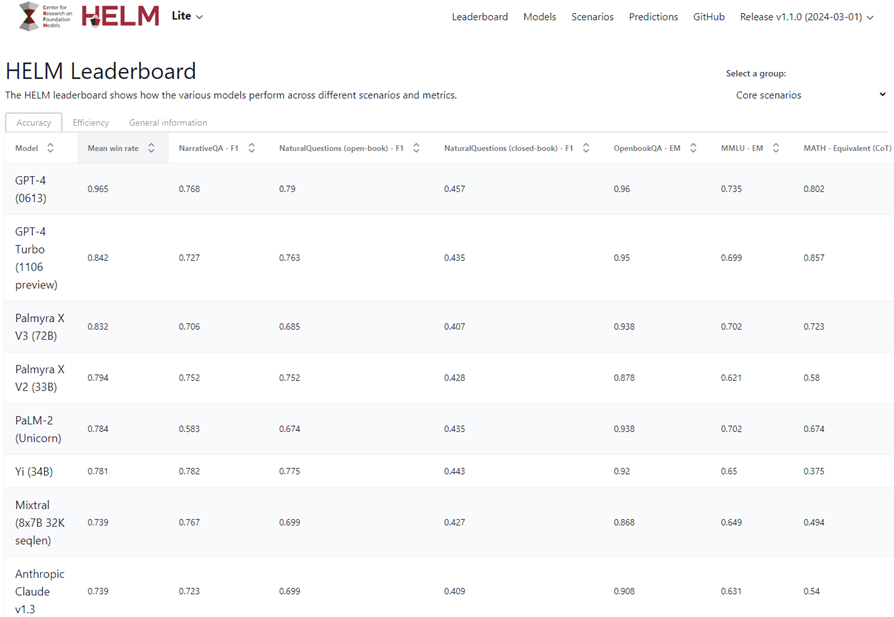 Center for
Research on
Foundation
Models
HELM
Lite
Leaderboard Models Scenarios Predictions GitHub Release v1.1.0 (2024-03-01)
HELM Leaderboard
The HELM leaderboard shows how the various models perform across different scenarios and metrics.
Select a group:
Core scenarios
Accuracy Efficiency General information
Model Mean win rate NarrativeQA - F1 NaturalQuestions (open-book) - F1 NaturalQuestions (closed-book) - F1 OpenbookQA - EM MMLU - EM MATH - Equivalent (CoT)
GPT-4
(0613)
0.965 0.768 0.79 0.457 0.96 0.735 0.802
GPT-4
Turbo
(1106
preview)
0.842 0.727 0.763 0.435 0.95 0.699 0.857
Palmyra X
V3 (72B)
0.832 0.706 0.685 0.407 0.938 0.702 0.723
Palmyra X
V2 (33B)
0.794 0.752 0.752 0.428 0.878 0.621 0.58
PaLM-2
(Unicorn)
0.784 0.583 0.674 0.435 0.938 0.702 0.674
Yi (34B) 0.781 0.782 0.775 0.443 0.92 0.65 0.375
Mixtral
(8x7B 32K
seqlen)
0.739 0.767 0.699 0.427 0.868 0.649 0.494
Anthropic
Claude
v1.3
0.739 0.723 0.699 0.409 0.908 0.631 0.54